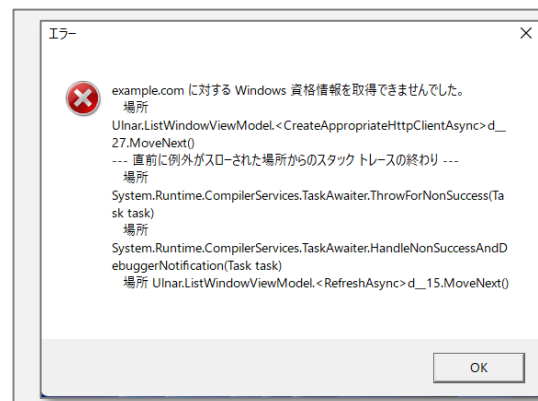 エラー
example.com に対する Windows 資格情報を取得できませんでした。
場所
Ulnar.ListWindowViewModel.<CreateAppropriateHttpClientAsync>d__
27.MoveNext()
--- 直前に例外がスローされた場所からのスタック トレースの終わり ---
場所
System.Runtime.CompilerServices.TaskAwaiter.ThrowForNonSuccess(Ta
sk task)
場所
System.Runtime.CompilerServices.TaskAwaiter.HandleNonSuccessAndD
ebuggerNotification(Task task)
場所 Ulnar.ListWindowViewModel.<RefreshAsync>d__15.MoveNext()
OK